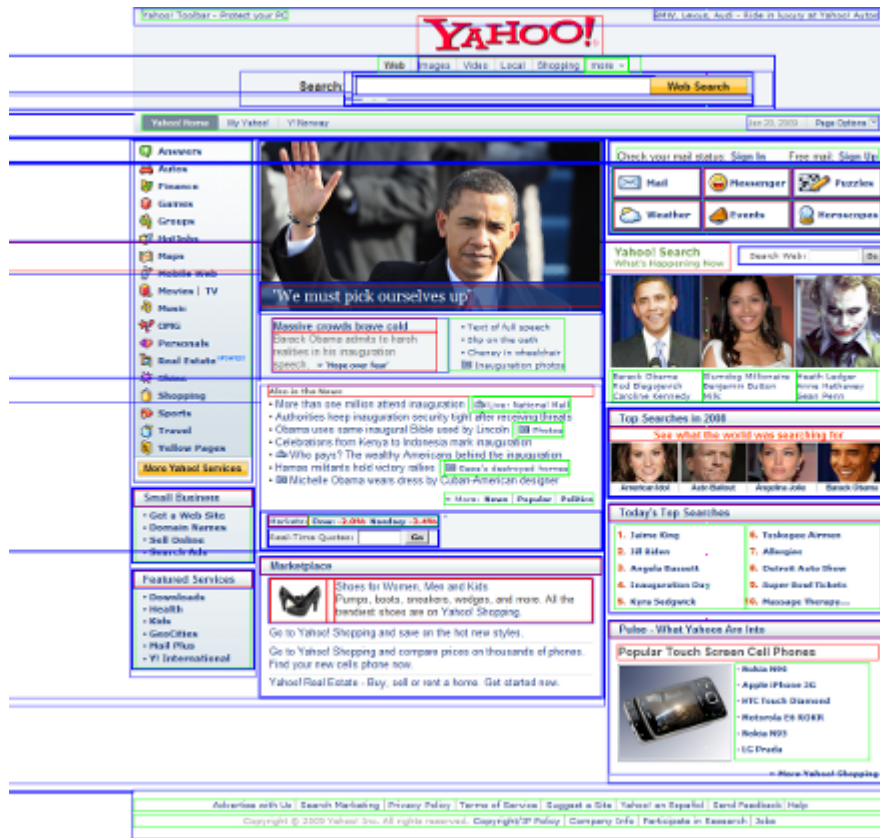 Yahoo! Toolbar - Protect your PC
BMW, Lexus, Audi - Ride in luxury at Yahoo! Autos
YAHOO!
Web Images Video Local Shopping more
Search: Web Search
Yahoo! Home My Yahoo! Y! Norway
Jan 20, 2009 Page Options
Answers
Autos
Finance
Games
Groups
HotJobs
Maps
Mobile Web
Movies | TV
Music
OMG
Personals
Real Estate
Shine
Shopping
Sports
Travel
Yellow Pages
More Yahoo! Services
Small Business
• Get a Web Site
• Domain Names
• Sell Online
• Search Ads
Featured Services
• Downloads
• Health
• Kids
• GeoCities
• Mail Plus
• Y! International
"We must pick ourselves up"
Massive crowds brave cold
Barack Obama admits to harsh
realities in his inauguration
speech. » 'Hope over fear'
• Text of full speech
• Slip on the oath
• Cheney in wheelchair
Inauguration photos
Also in the News
• More than one million attend inauguration Live: National Mall
• Authorities keep inauguration security tight after receiving threats
• Obama uses same inaugural Bible used by Lincoln Photos
• Celebrations from Kenya to Indonesia mark inauguration
• Who pays? The wealthy Americans behind the inauguration
• Hamas militants hold victory rallies Gaza's destroyed homes
• Michelle Obama wears dress by Cuban-American designer
» More: News | Popular | Politics
Markets: Dow: -2.0% Nasdaq: -3.4%
Real-Time Quotes: Go
Marketplace
Shoes for Women, Men and Kids
Pumps, boots, sneakers, wedges, and more. All the
trendiest shoes are on Yahoo! Shopping.
Go to Yahoo! Shopping and save on the hot new styles.
Go to Yahoo! Shopping and compare prices on thousands of phones.
Find your new cells phone now.
Yahoo! Real Estate - Buy, sell or rent a home. Get started now.
Check your mail status: Sign In Free mail: Sign Up
Mail Messenger Puzzles
Weather Events Horoscopes
Yahoo! Search
What's Happening Now
Search Web: Go
Barack Obama
Rod Blagojevich
Caroline Kennedy
Slumdog Millionaire
Benjamin Button
Milk
Heath Ledger
Anne Hathaway
Sean Penn
Top Searches in 2008
See what the world was searching for
American Idol Auto Bailout Angelina Jolie Barack Obama
Today's Top Searches
1. Jaime King
2. Jill Biden
3. Angela Bassett
4. Inauguration Day
5. Kyra Sedgwick
6. Tuskegee Airmen
7. Allergies
8. Detroit Auto Show
9. Super Bowl Tickets
10. Massage Therapy...
Pulse - What Yahoos Are Into
Popular Touch Screen Cell Phones
• Nokia N96
• Apple iPhone 3G
• HTC Touch Diamond
• Motorola E6 ROKR
• Nokia N95
• LG Prada
» More Yahoo! Shopping
Advertise with Us | Search Marketing | Privacy Policy | Terms of Service | Suggest a Site | Yahoo! en Español | Send Feedback | Help
Copyright © 2009 Yahoo! Inc. All rights reserved. Copyright/IP Policy | Company Info | Participate in Research | Jobs